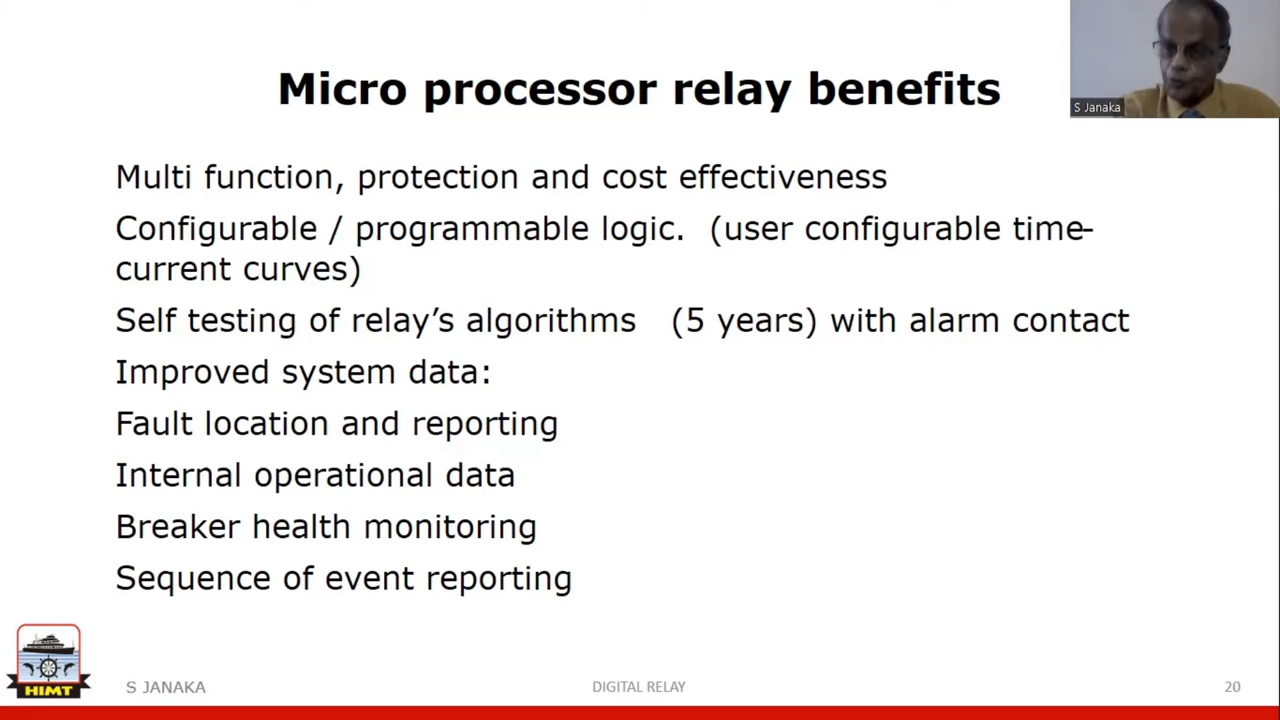 Micro processor relay benefits
S Janaka
Multi function, protection and cost effectiveness
Configurable / programmable logic.  (user configurable time-
current curves)
Self testing of relay’s algorithms   (5 years) with alarm contact
Improved system data:
Fault location and reporting
Internal operational data
Breaker health monitoring
Sequence of event reporting
HIMT
S JANAKA
DIGITAL RELAY
20